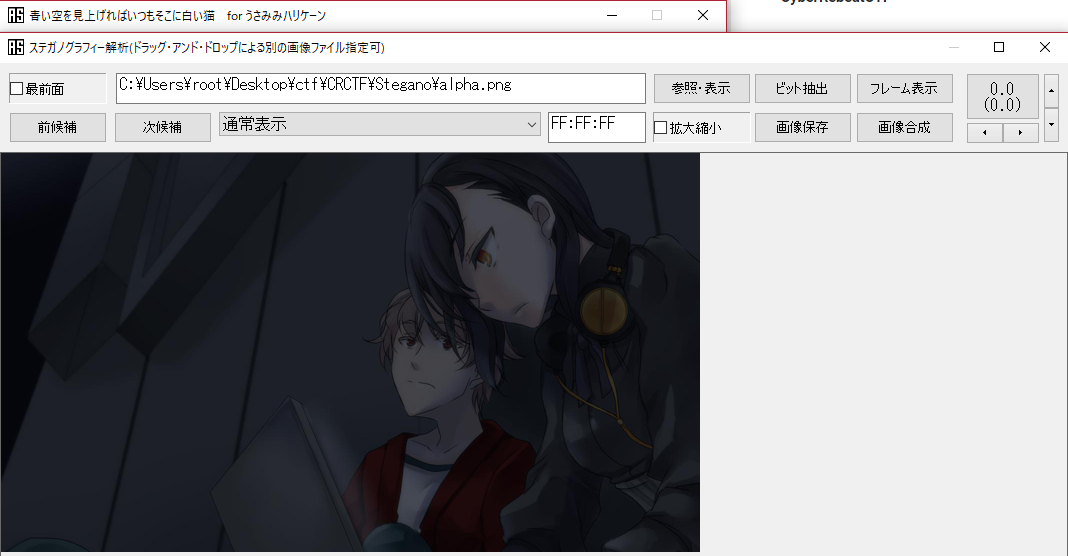 青い空を見上げればいつもそこに白い猫　for うさみみハリケーン
ステガノグラフィー解析(ドラッグ・アンド・ドロップによる別の画像ファイル指定可)
最前面
C:¥Users¥root¥Desktop¥ctf¥CRCTF¥Stegano¥alpha.png
参照・表示
ビット抽出
フレーム表示
0.0
(0.0)
前候補
次候補
通常表示
FF:FF:FF
拡大縮小
画像保存
画像合成